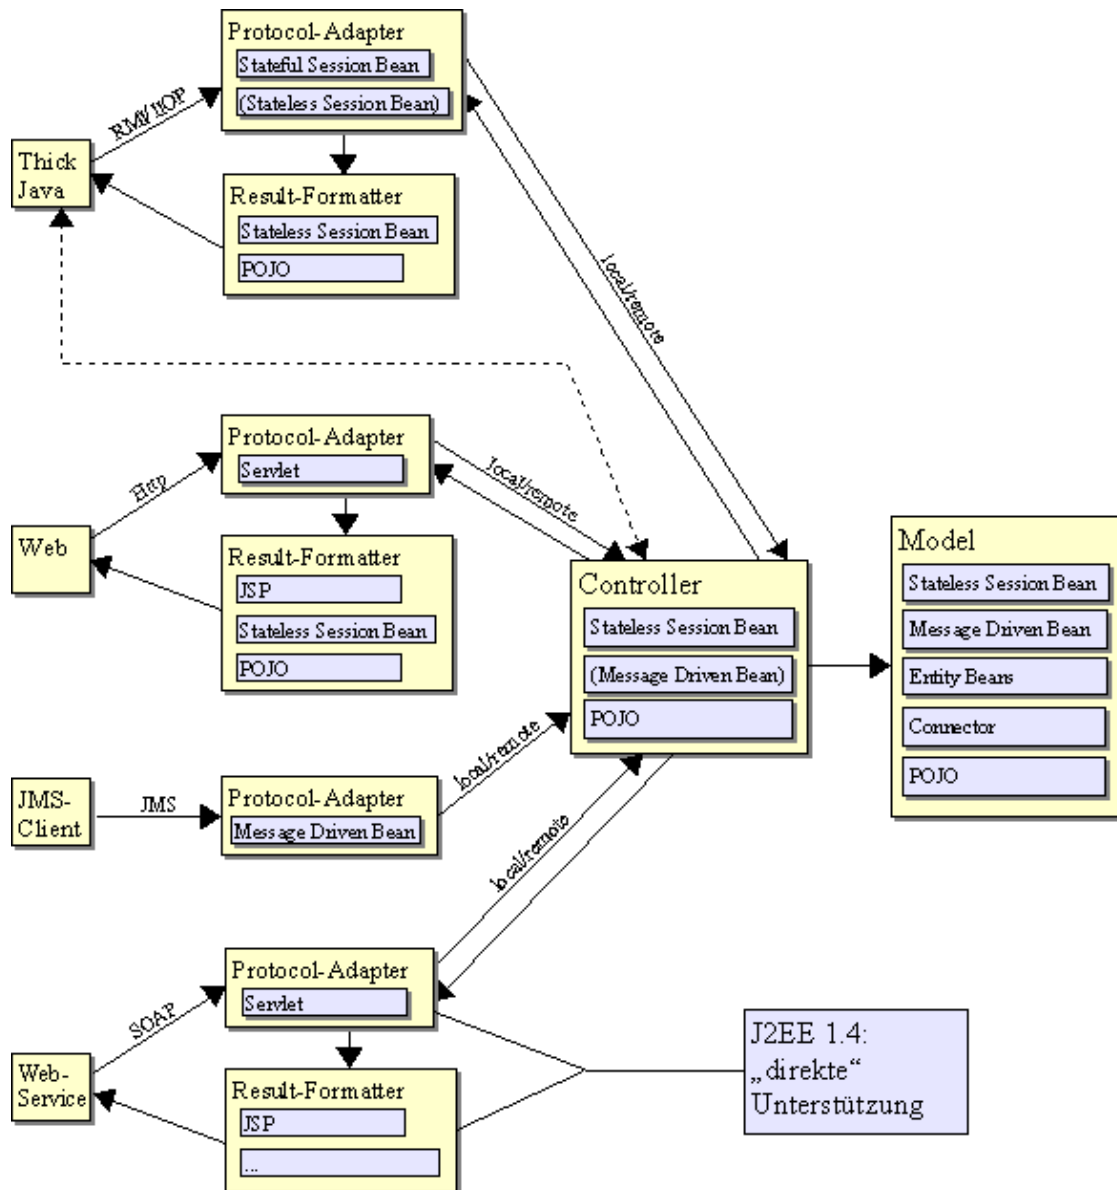 Protocol-Adapter
Stateful Session Bean
(Stateless Session Bean)
RMI/IIOP
Thick
Java
Result-Formatter
Stateless Session Bean
POJO
local/remote
Protocol-Adapter
Servlet
Http
local/remote
Web
Result-Formatter
JSP
Stateless Session Bean
POJO
Controller
Stateless Session Bean
(Message Driven Bean)
POJO
Model
Stateless Session Bean
Message Driven Bean
Entity Beans
Connector
POJO
local/remote
JMS-
Client
JMS
Protocol-Adapter
Message Driven Bean
local/remote
Protocol-Adapter
Servlet
SOAP
Web-
Service
Result-Formatter
JSP
...
J2EE 1.4:
„direkte“
Unterstützung